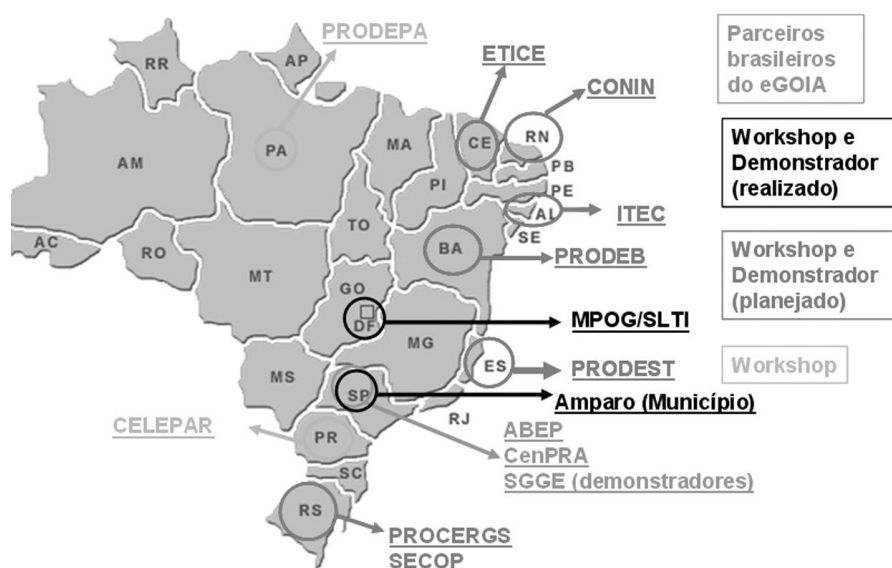 PRODEPA
RR
AP
ETICE
CONIN
Parceiros
brasileiros
do eGOIA
AM
PA
MA
CE
RN
PI
PB
PE
Workshop e
Demonstrador
(realizado)
AC
RO
TO
AL
SE
ITEC
MT
BA
PRODEB
Workshop e
Demonstrador
(planejado)
GO
DF
MPOG/SLTI
MG
MS
ES
PRODEST
Workshop
SP
RJ
Amparo (Município)
CELEPAR
PR
ABEP
CenPRA
SGGE (demonstradores)
SC
RS
PROCERGS
SECOP